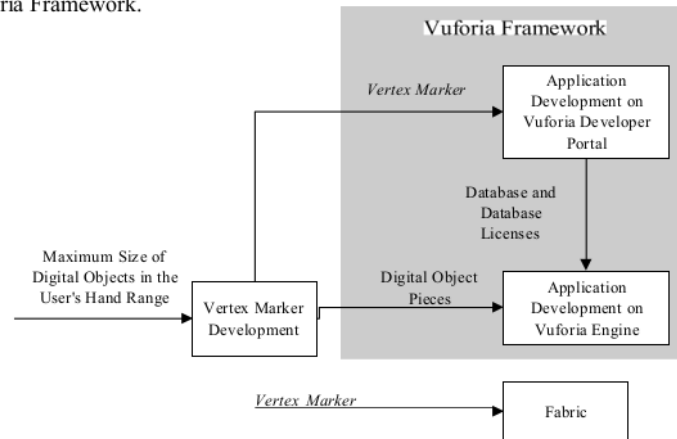 ria Framework.
Vuforia Framework
Vertex Marker
Application
Development on
Vuforia Developer
Portal
Database and
Database
Licenses
Maximum Size of
Digital Objects in the
User's Hand Range
Vertex Marker
Development
Digital Object
Pieces
Application
Development on
Vuforia Engine
Vertex Marker
Fabric